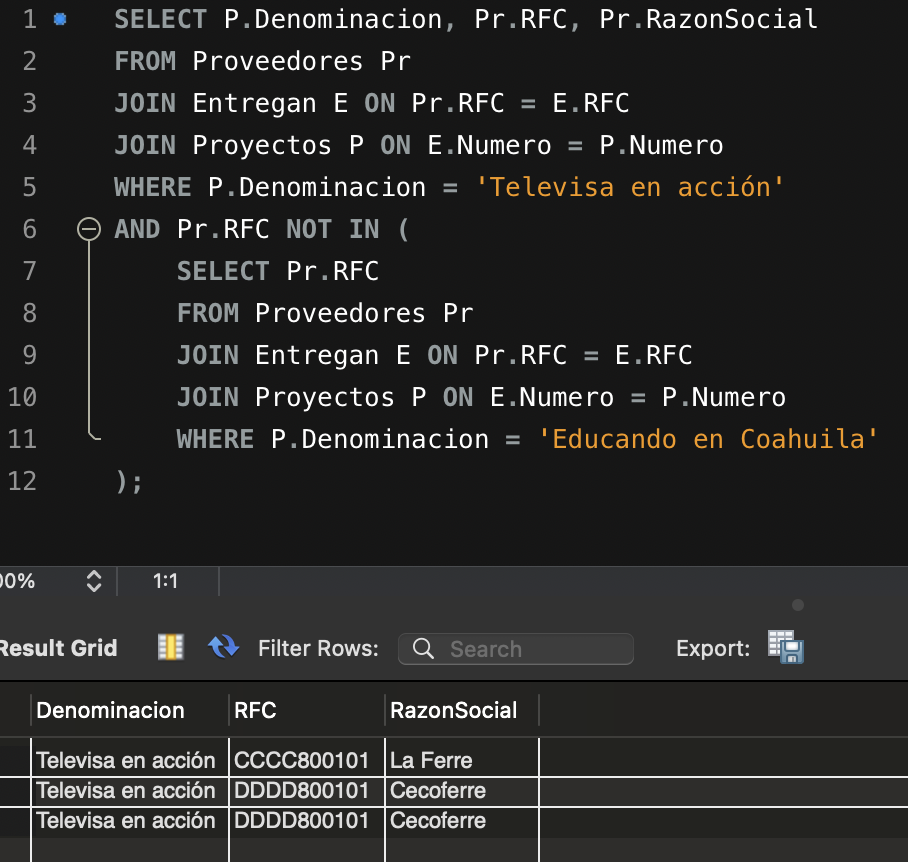 1 SELECT P.Denominacion, Pr.RFC, Pr.RazonSocial
2 FROM Proveedores Pr
3 JOIN Entregan E ON Pr.RFC = E.RFC
4 JOIN Proyectos P ON E.Numero = P.Numero
5 WHERE P.Denominacion = 'Televisa en acción'
6 AND Pr.RFC NOT IN (
7 SELECT Pr.RFC
8 FROM Proveedores Pr
9 JOIN Entregan E ON Pr.RFC = E.RFC
10 JOIN Proyectos P ON E.Numero = P.Numero
11 WHERE P.Denominacion = 'Educando en Coahuila'
12 );
00% 1:1
Result Grid Filter Rows: Search Export:
Denominacion RFC RazonSocial
Televisa en acción CCCC800101 La Ferre
Televisa en acción DDDD800101 Cecoferre
Televisa en acción DDDD800101 Cecoferre